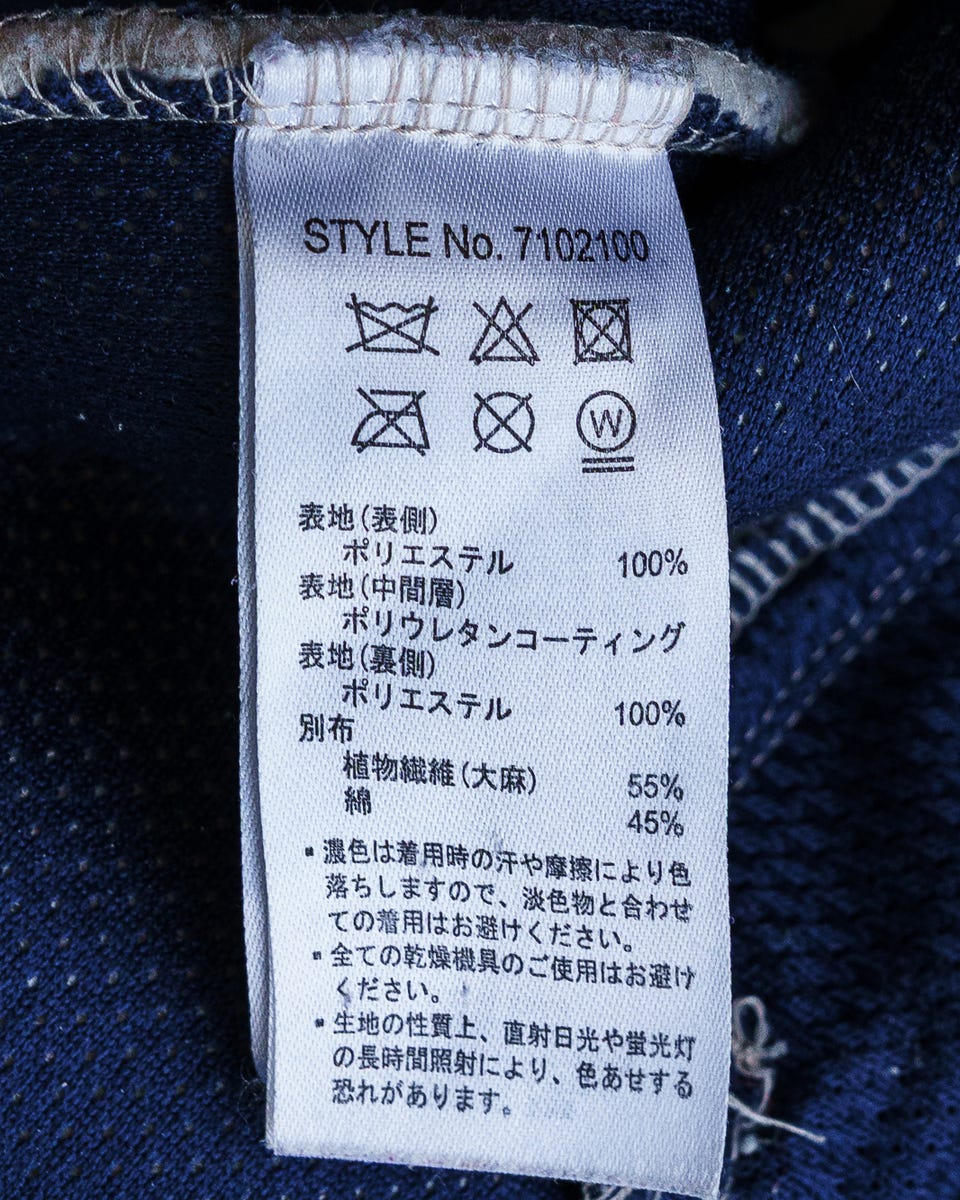 STYLE No. 7102100
W
表地(表側)
ポリエステル 100%
表地(中間層)
ポリウレタンコーティング
表地(裏側)
ポリエステル 100%
別布
植物繊維(大麻) 55%
綿 45%
▪濃色は着用時の汗や摩擦により色
落ちしますので、淡色物と合わせ
ての着用はお避けください。
▪全ての乾燥機具のご使用はお避け
ください。
▪生地の性質上、直射日光や蛍光灯
の長時間照射により、色あせする
恐れがあります。